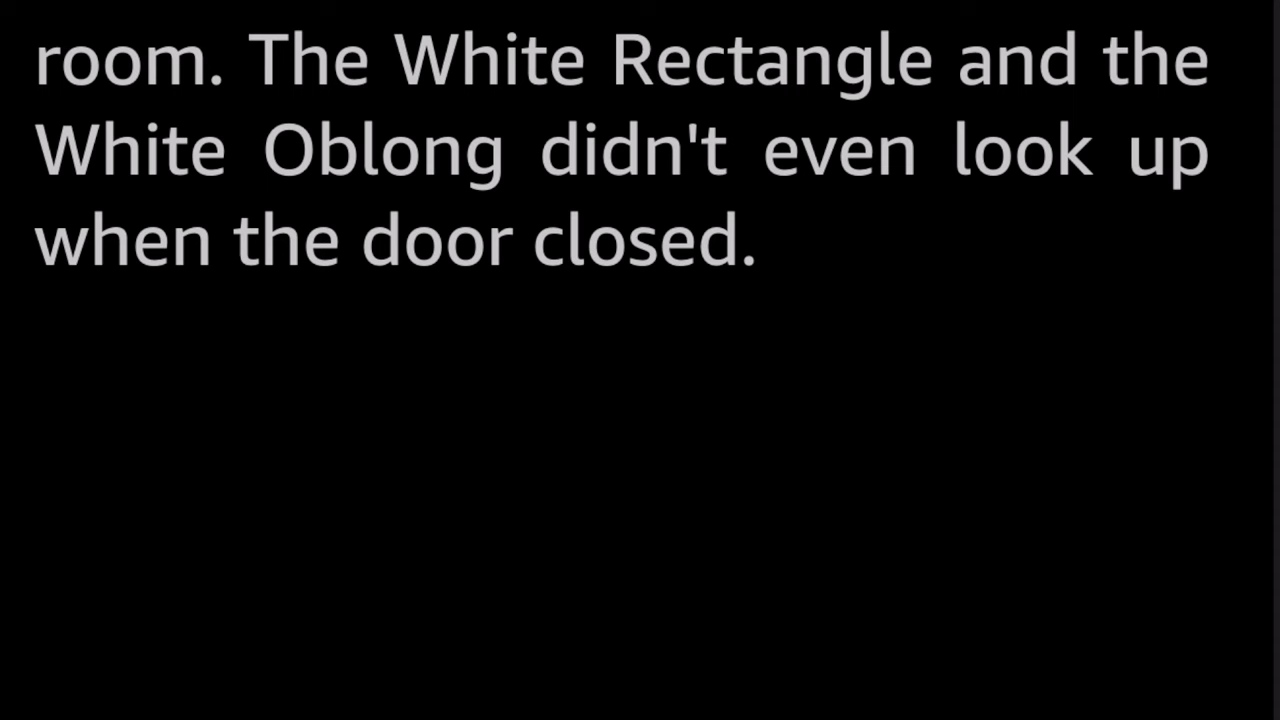 room. The White Rectangle and the
White Oblong didn't even look up
when the door closed.